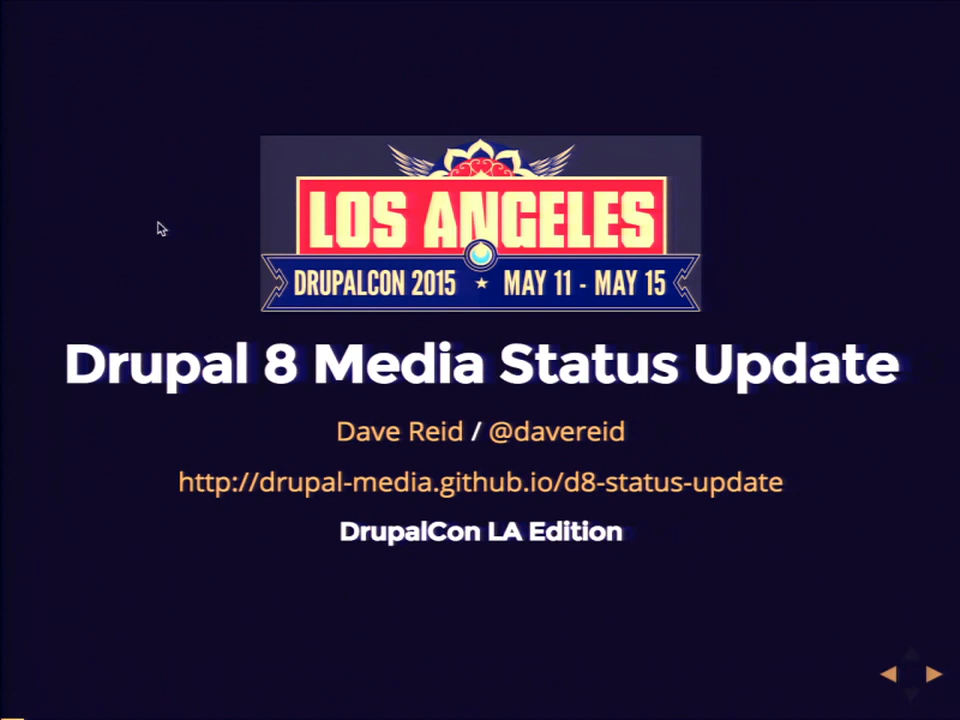 LOS ANGELES
DRUPALCON 2015 ★ MAY 11 - MAY 15
Drupal 8 Media Status Update
Dave Reid / @davereid
http://drupal-media.github.io/d8-status-update
DrupalCon LA Edition